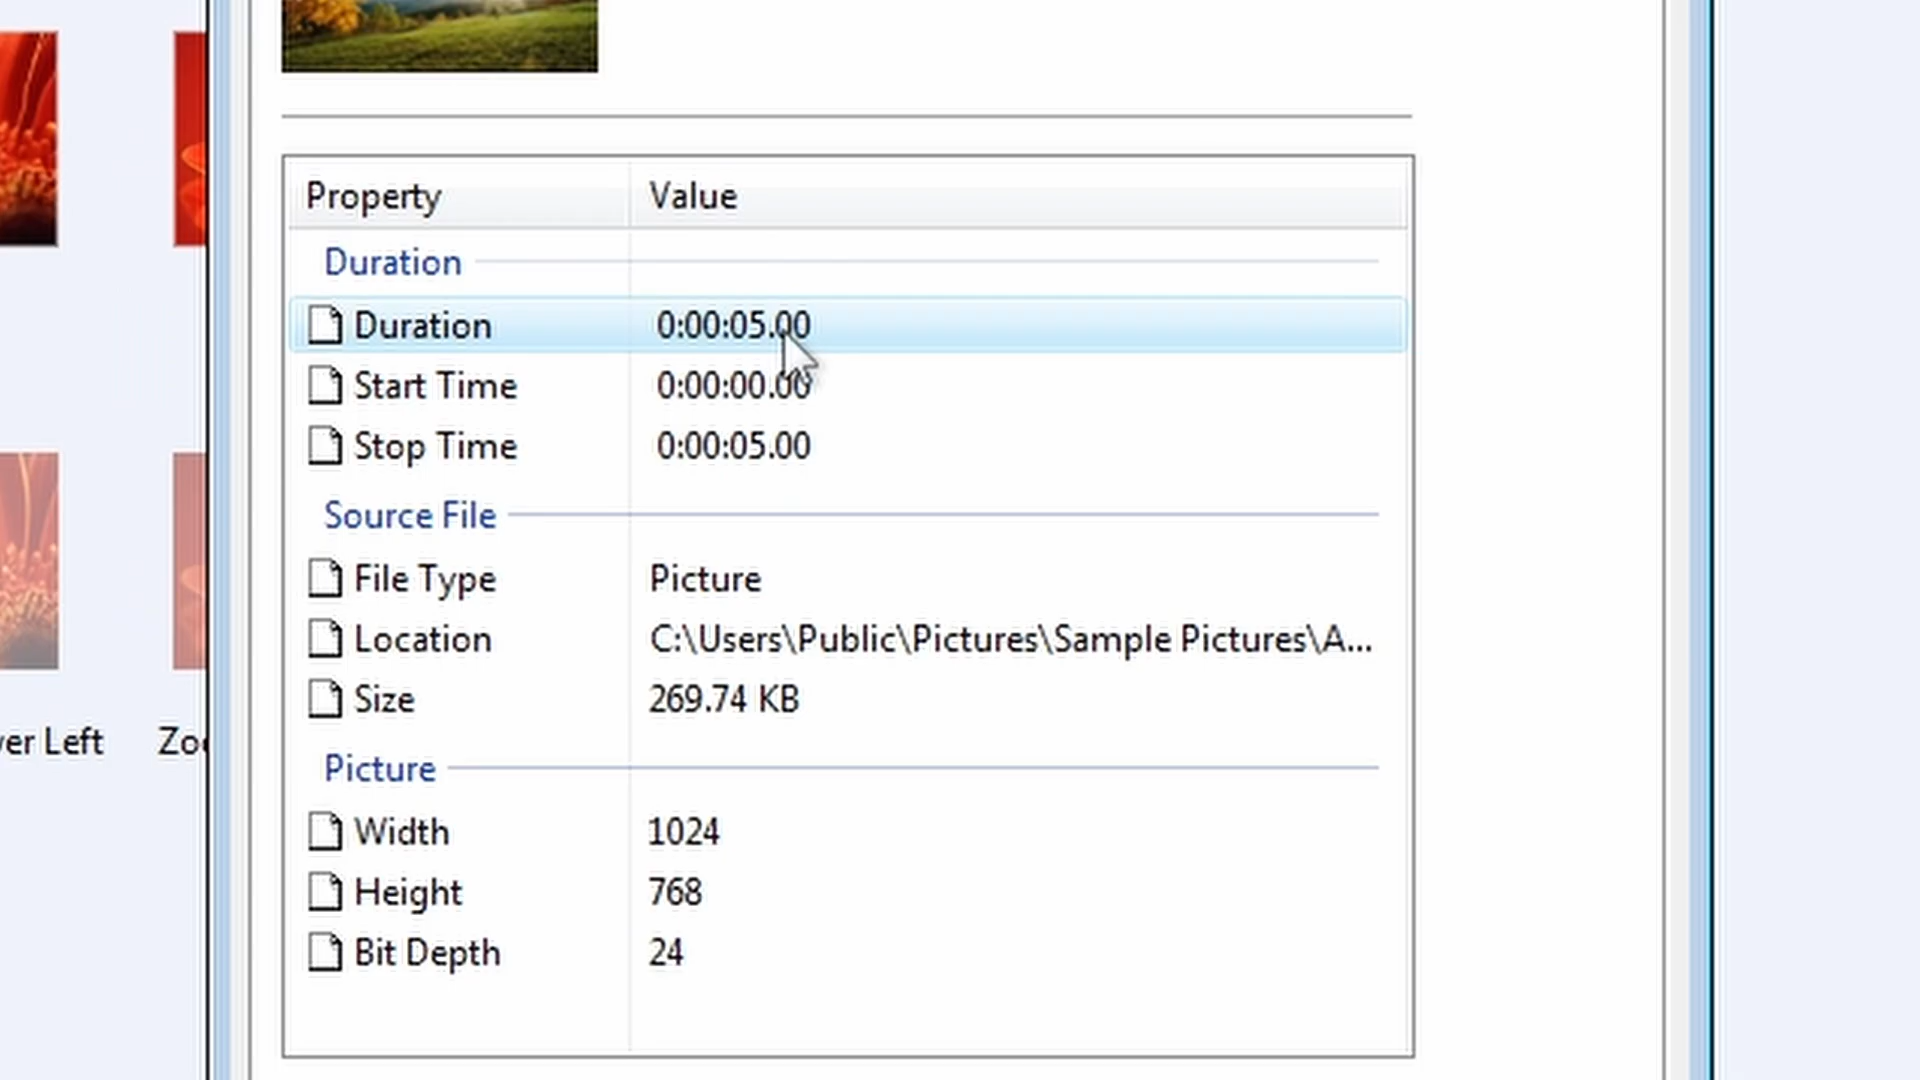 Property Value
Duration
Duration 0:00:05.00
Start Time 0:00:00.00
Stop Time 0:00:05.00
Source File
File Type Picture
Location C:\Users\Public\Pictures\Sample Pictures\A...
Size 269.74 KB
er Left Zo
Picture
Width 1024
Height 768
Bit Depth 24